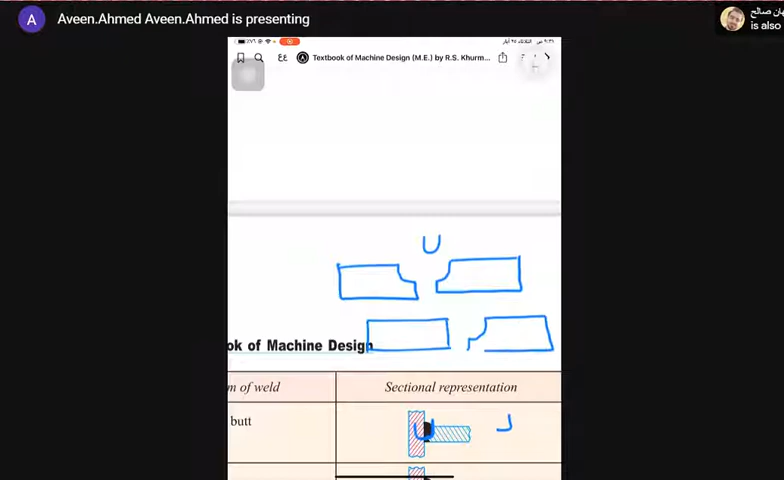 A Aveen.Ahmed Aveen.Ahmed is presenting
صالح
is also
Textbook of Machine Design (M.E.) by R.S. Khurm...
U
ok of Machine Design
m of weld
Sectional representation
butt
U
J